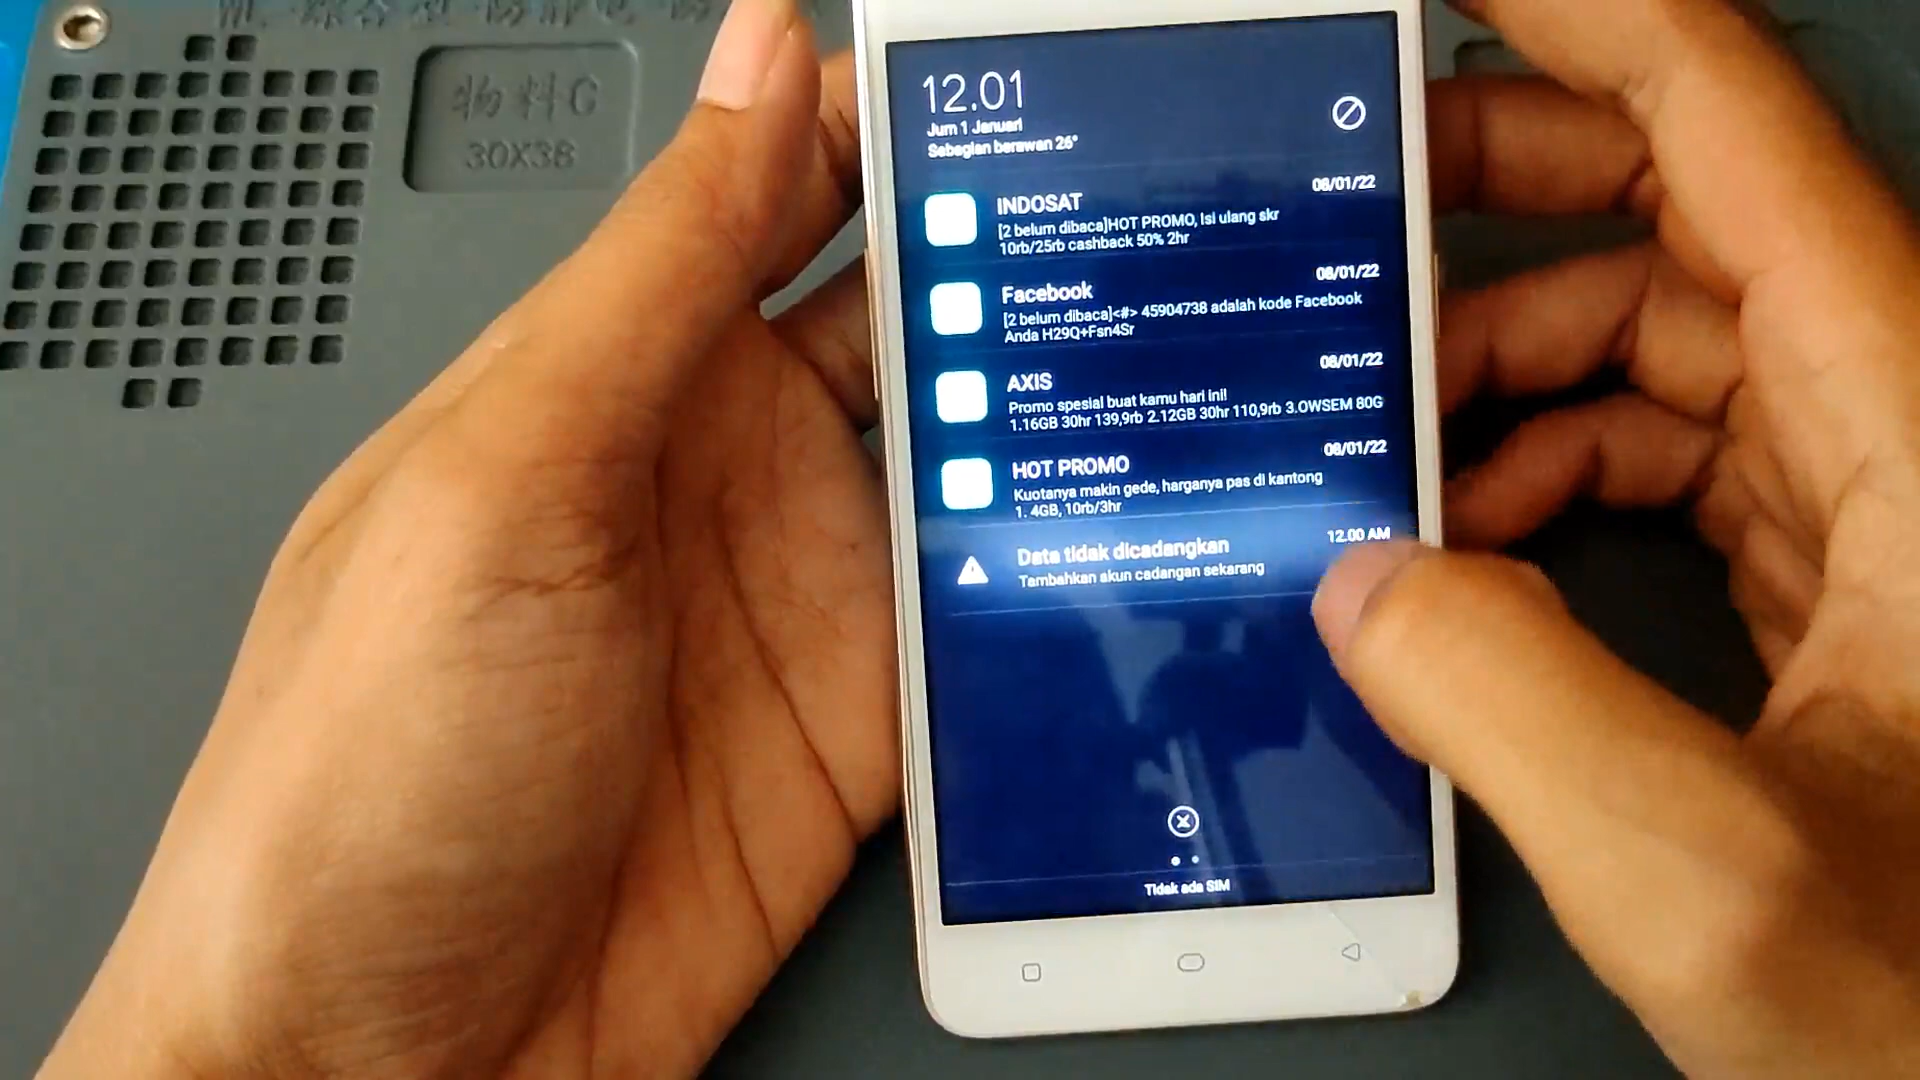 物料C
30X38
12.01
Jum 1 Januari
Sebagian berawan 26°
INDOSAT
08/01/22
[2 belum dibaca]HOT PROMO, Isi ulang skr
10rb/25rb cashback 50% 2hr
Facebook
08/01/22
[2 belum dibaca]<#> 45904738 adalah kode Facebook
Anda H29Q+Fsn4Sr
AXIS
08/01/22
Promo spesial buat kamu hari ini!
1.16GB 30hr 139,9rb 2.12GB 30hr 110,9rb 3.OWSEM 80G
HOT PROMO
08/01/22
Kuotanya makin gede, harganya pas di kantong
1. 4GB, 10rb/3hr
Data tidak dicadangkan
12.00 AM
Tambahkan akun cadangan sekarang
Tidak ada SIM